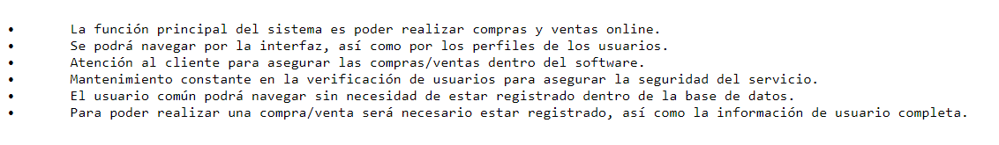 • La función principal del sistema es poder realizar compras y ventas online.
• Se podrá navegar por la interfaz, así como por los perfiles de los usuarios.
• Atención al cliente para asegurar las compras/ventas dentro del software.
• Mantenimiento constante en la verificación de usuarios para asegurar la seguridad del servicio.
• El usuario común podrá navegar sin necesidad de estar registrado dentro de la base de datos.
• Para poder realizar una compra/venta será necesario estar registrado, así como la información de usuario completa.